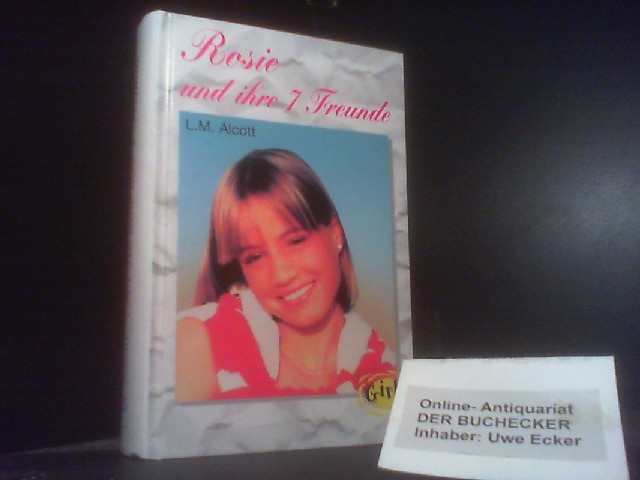 Rosie
und ihre 7 Freunde
L.M. Alcott
Online- Antiquariat
DER BUCHECKER
Inhaber: Uwe Ecker